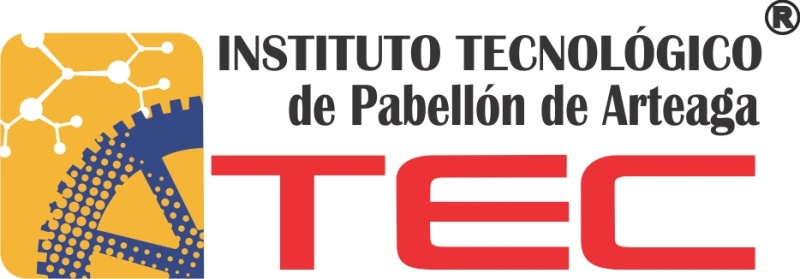 INSTITUTO TECNOLÓGICO®
de Pabellón de Arteaga
TEC